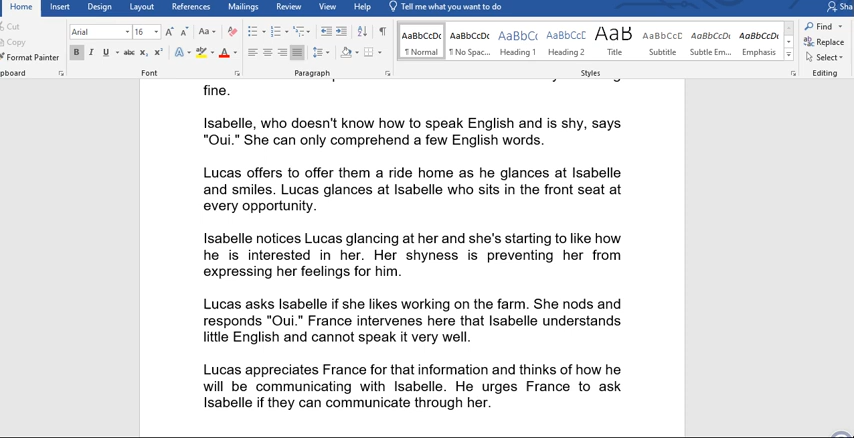 Home Insert Design Layout References Mailings Review View Help Tell me what you want to do Sha
Cut
Copy
Format Painter
pboard
Arial 16
Font
Paragraph
AaBbCcDc AaBbCcDc AaBbCc AaBbCcC AaB AaBbCcC AaBbCcDc AaBbCcDc
¶ Normal ¶ No Spac... Heading 1 Heading 2 Title Subtitle Subtle Em... Emphasis
Styles
Find
Replace
Select
Editing
fine.
Isabelle, who doesn't know how to speak English and is shy, says
"Oui." She can only comprehend a few English words.
Lucas offers to offer them a ride home as he glances at Isabelle
and smiles. Lucas glances at Isabelle who sits in the front seat at
every opportunity.
Isabelle notices Lucas glancing at her and she's starting to like how
he is interested in her. Her shyness is preventing her from
expressing her feelings for him.
Lucas asks Isabelle if she likes working on the farm. She nods and
responds "Oui." France intervenes here that Isabelle understands
little English and cannot speak it very well.
Lucas appreciates France for that information and thinks of how he
will be communicating with Isabelle. He urges France to ask
Isabelle if they can communicate through her.